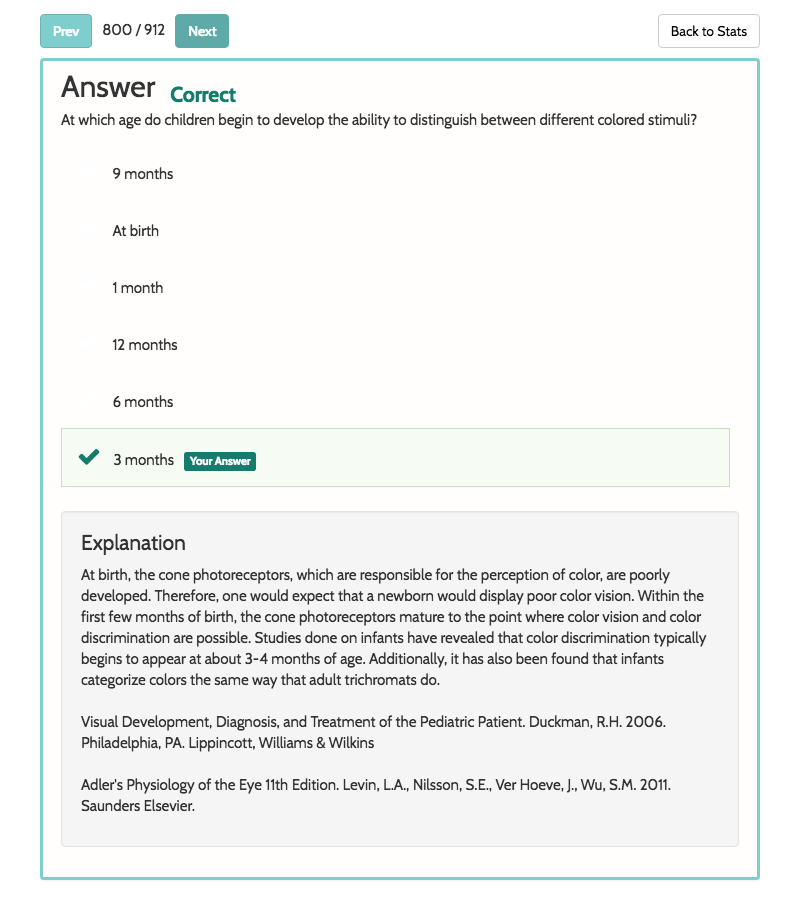 Prev 800 / 912 Next Back to Stats
Answer Correct
At which age do children begin to develop the ability to distinguish between different colored stimuli?
9 months
At birth
1 month
12 months
6 months
3 months Your Answer
Explanation
At birth, the cone photoreceptors, which are responsible for the perception of color, are poorly
developed. Therefore, one would expect that a newborn would display poor color vision. Within the
first few months of birth, the cone photoreceptors mature to the point where color vision and color
discrimination are possible. Studies done on infants have revealed that color discrimination typically
begins to appear at about 3-4 months of age. Additionally, it has also been found that infants
categorize colors the same way that adult trichromats do.
Visual Development, Diagnosis, and Treatment of the Pediatric Patient. Duckman, R.H. 2006.
Philadelphia, PA. Lippincott, Williams & Wilkins
Adler's Physiology of the Eye 11th Edition. Levin, L.A., Nilsson, S.E., Ver Hoeve, J., Wu, S.M. 2011.
Saunders Elsevier.